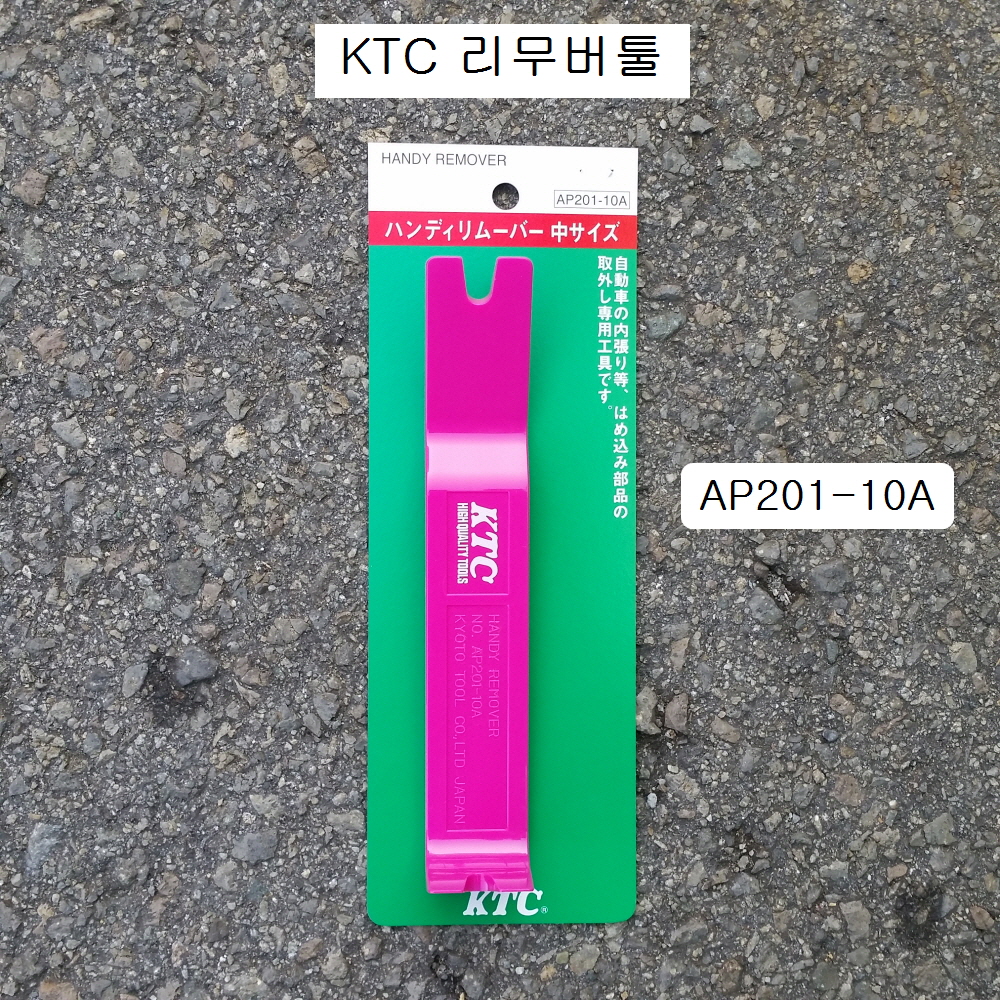 KTC 리무버툴
HANDY REMOVER
AP201-10A
ハンディリムーバー 中サイズ
自動車の内張り等、はめ込み部品の
取外し専用工具です。
AP201-10A
KTC
HIGH QUALITY TOOLS
HANDY REMOVER
NO. AP201-10A
KYOTO TOOL CO.,LTD JAPAN
KTC®